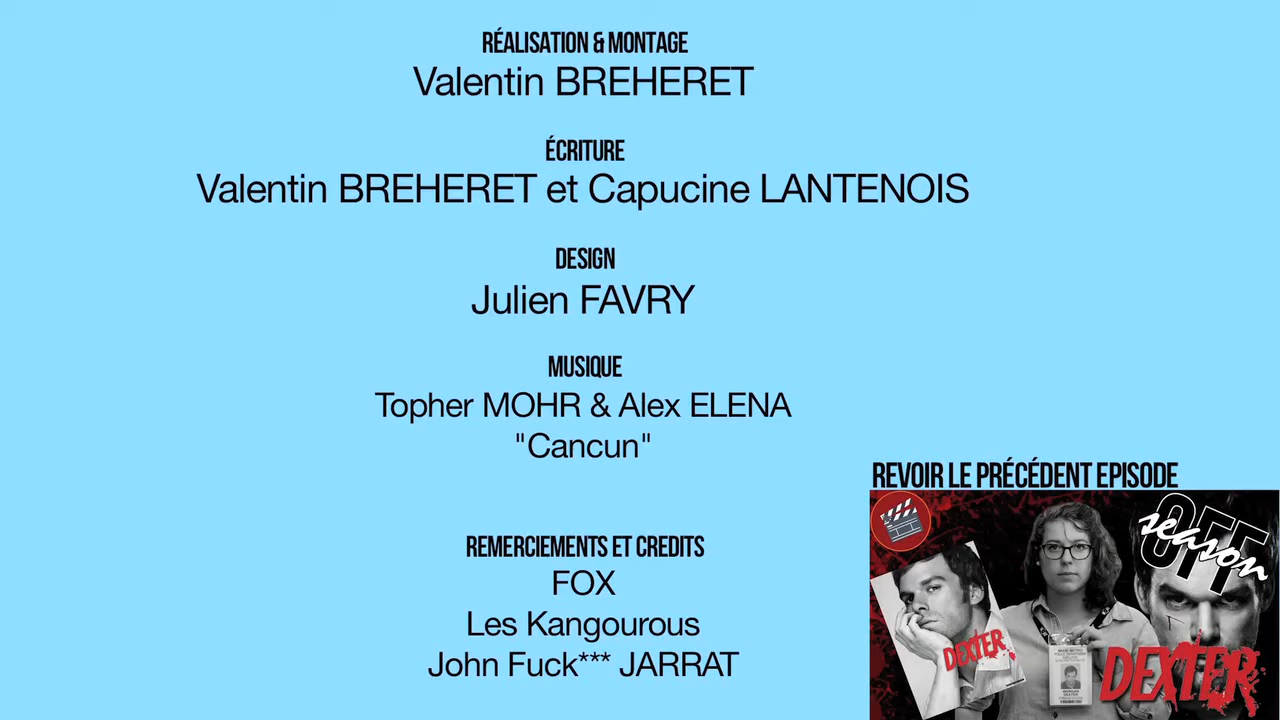 RÉALISATION & MONTAGE
Valentin BREHERET
ÉCRITURE
Valentin BREHERET et Capucine LANTENOIS
DESIGN
Julien FAVRY
MUSIQUE
Topher MOHR & Alex ELENA
"Cancun"
REMERCIEMENTS ET CREDITS
FOX
Les Kangourous
John Fuck*** JARRAT
REVOIR LE PRÉCÉDENT EPISODE
OFF
season
DEXTER
DEXTER